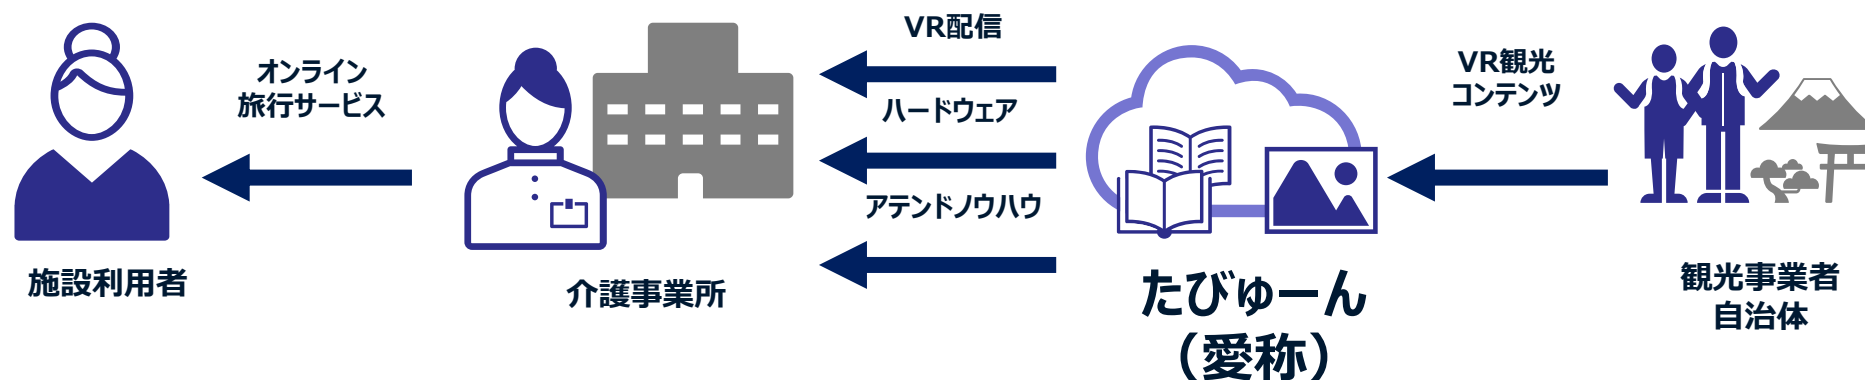 オンライン
旅行サービス
施設利用者
介護事業所
VR配信
ハードウェア
アテンドノウハウ
たびゅーん
（愛称）
VR観光
コンテンツ
観光事業者
自治体